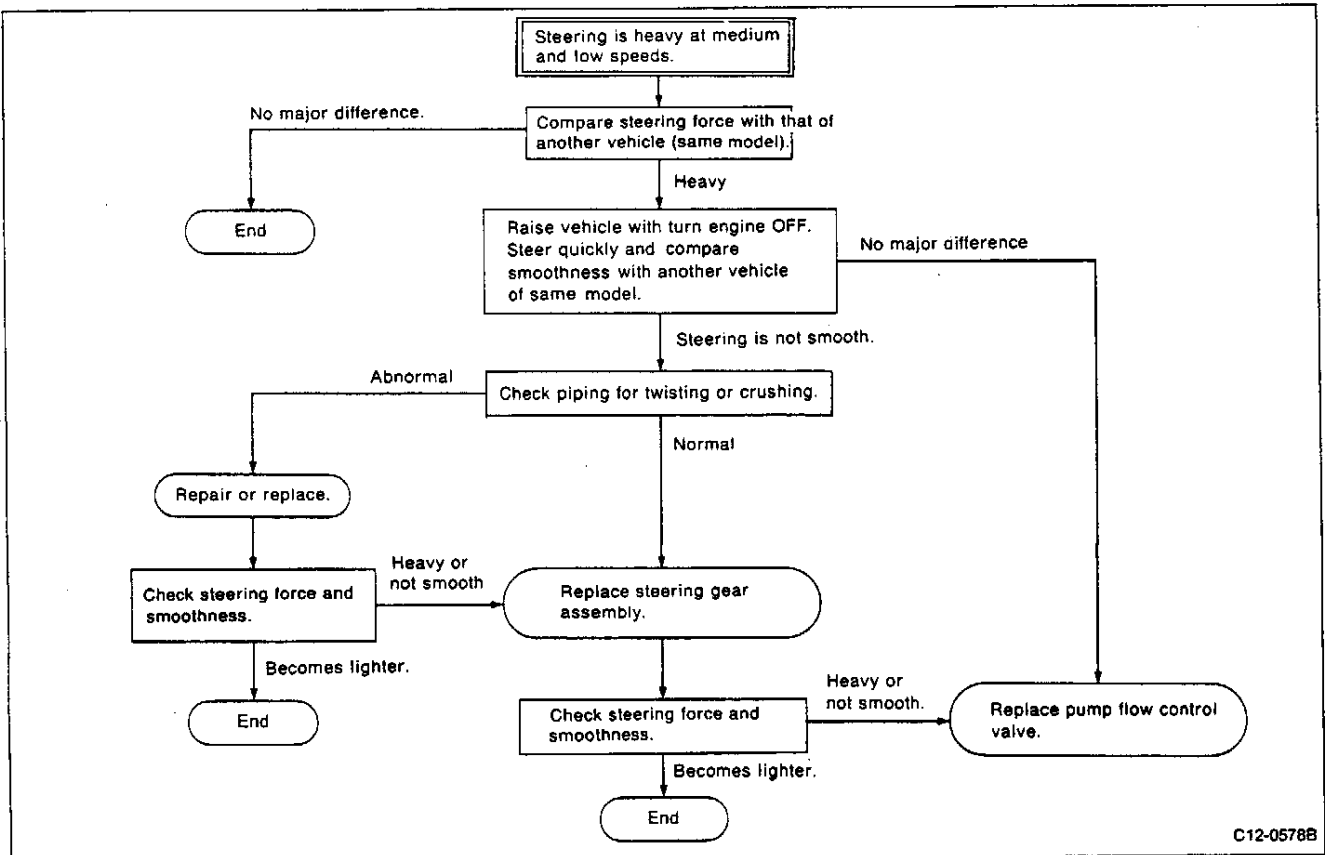 Steering is heavy at medium
and low speeds.
No major difference.
Compare steering force with that of
another vehicle (same model).
Heavy
End
Raise vehicle with turn engine OFF.
Steer quickly and compare
smoothness with another vehicle
of same model.
No major difference
Steering is not smooth.
Abnormal
Check piping for twisting or crushing.
Normal
Repair or replace.
Heavy or
not smooth
Check steering force and
smoothness.
Replace steering gear
assembly.
Becomes lighter.
End
Heavy or
not smooth.
Check steering force and
smoothness.
Replace pump flow control
valve.
Becomes lighter.
End
C12-0578B